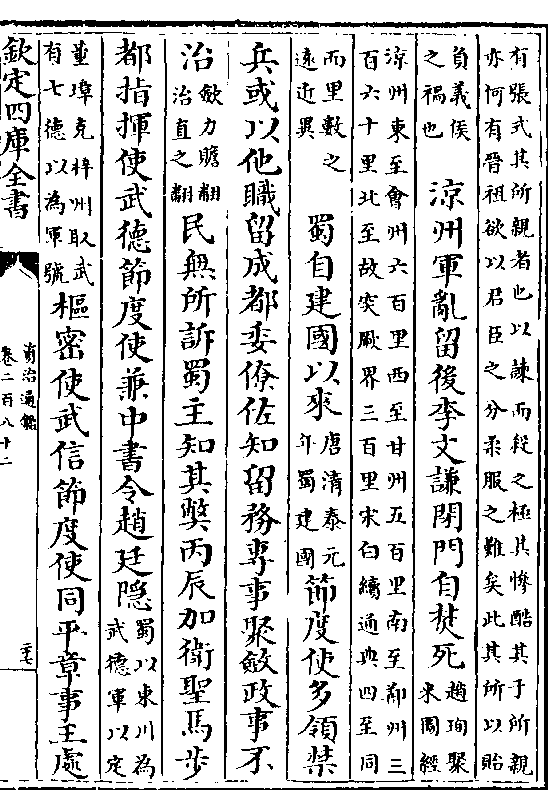 有張式其所親者也以諫而殺之極其慘酷其于所親
亦何有晉祖欲以君臣之分柔服之難矣此其所以貽
負義侯
之禍也
涼州軍亂留後李文謙閉門自焚死
趙珣聚
米圖經
涼州東至會州六百里西至甘州五百里南至鄯州三
百六十里北至故突厥界三百里宋白續通典四至同
而里數之
遠近異
蜀自建國以來
唐清泰元
年蜀建國
節度使多領禁
兵或以他職留成都委僚佐知留務專事聚斂政事不
治
斂力贍翻
治直之翻
民無所訴蜀主知其弊丙辰加衛聖馬步
都指揮使武德節度使兼中書令趙廷隱
蜀以東川為
武德軍以定
董璋克梓州取武
有七德以為軍號
樞密使武信節度使同平章事王處
欽定四庫全書
資治通鑑
卷二百八十二
二十七